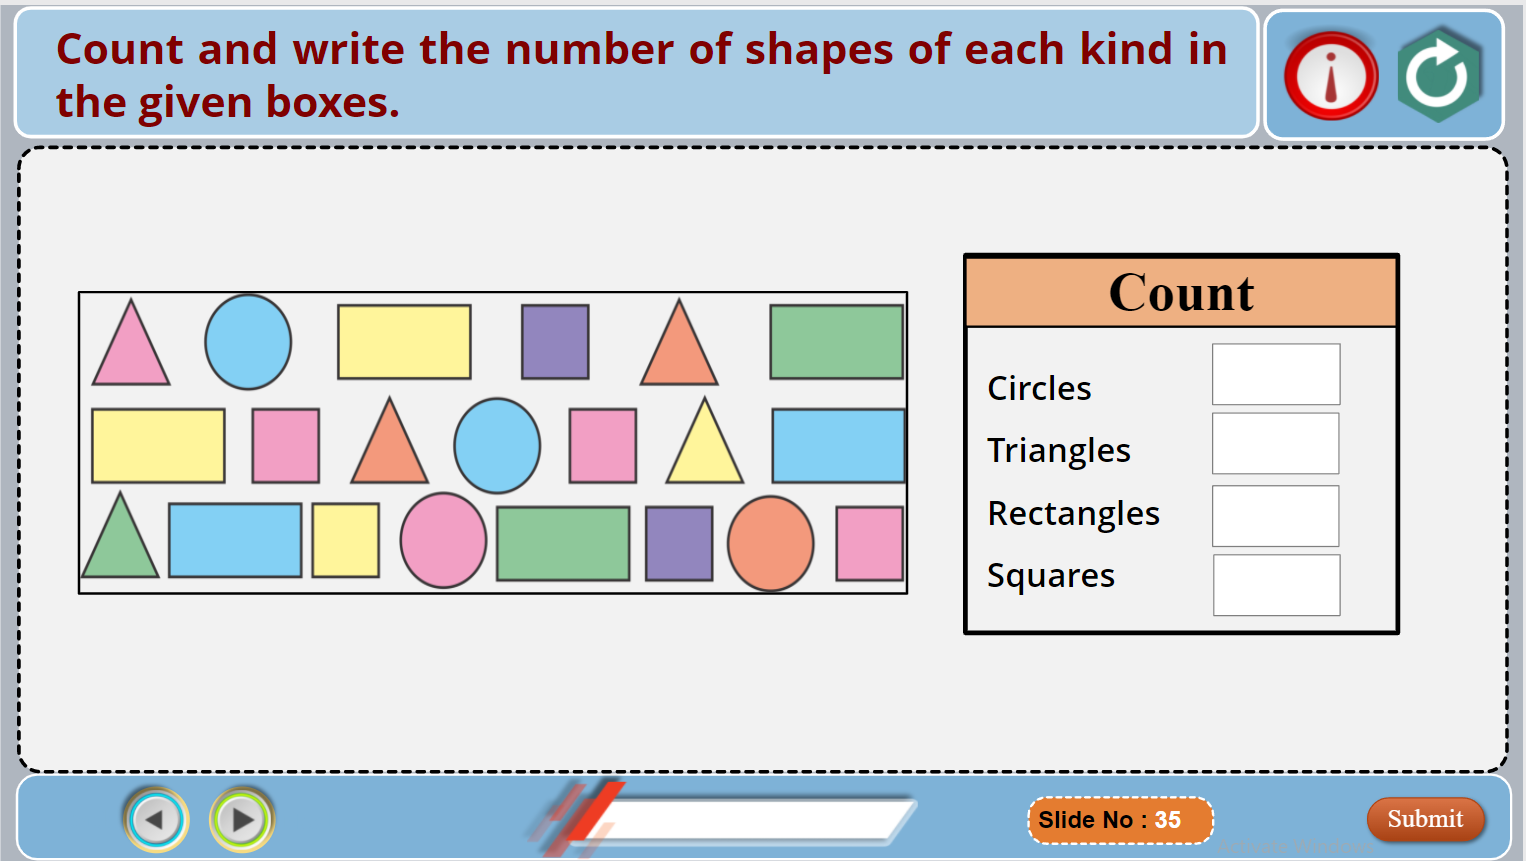 Count and write the number of shapes of each kind in
the given boxes.
Count
Circles
Triangles
Rectangles
Squares
Slide No : 35
Submit